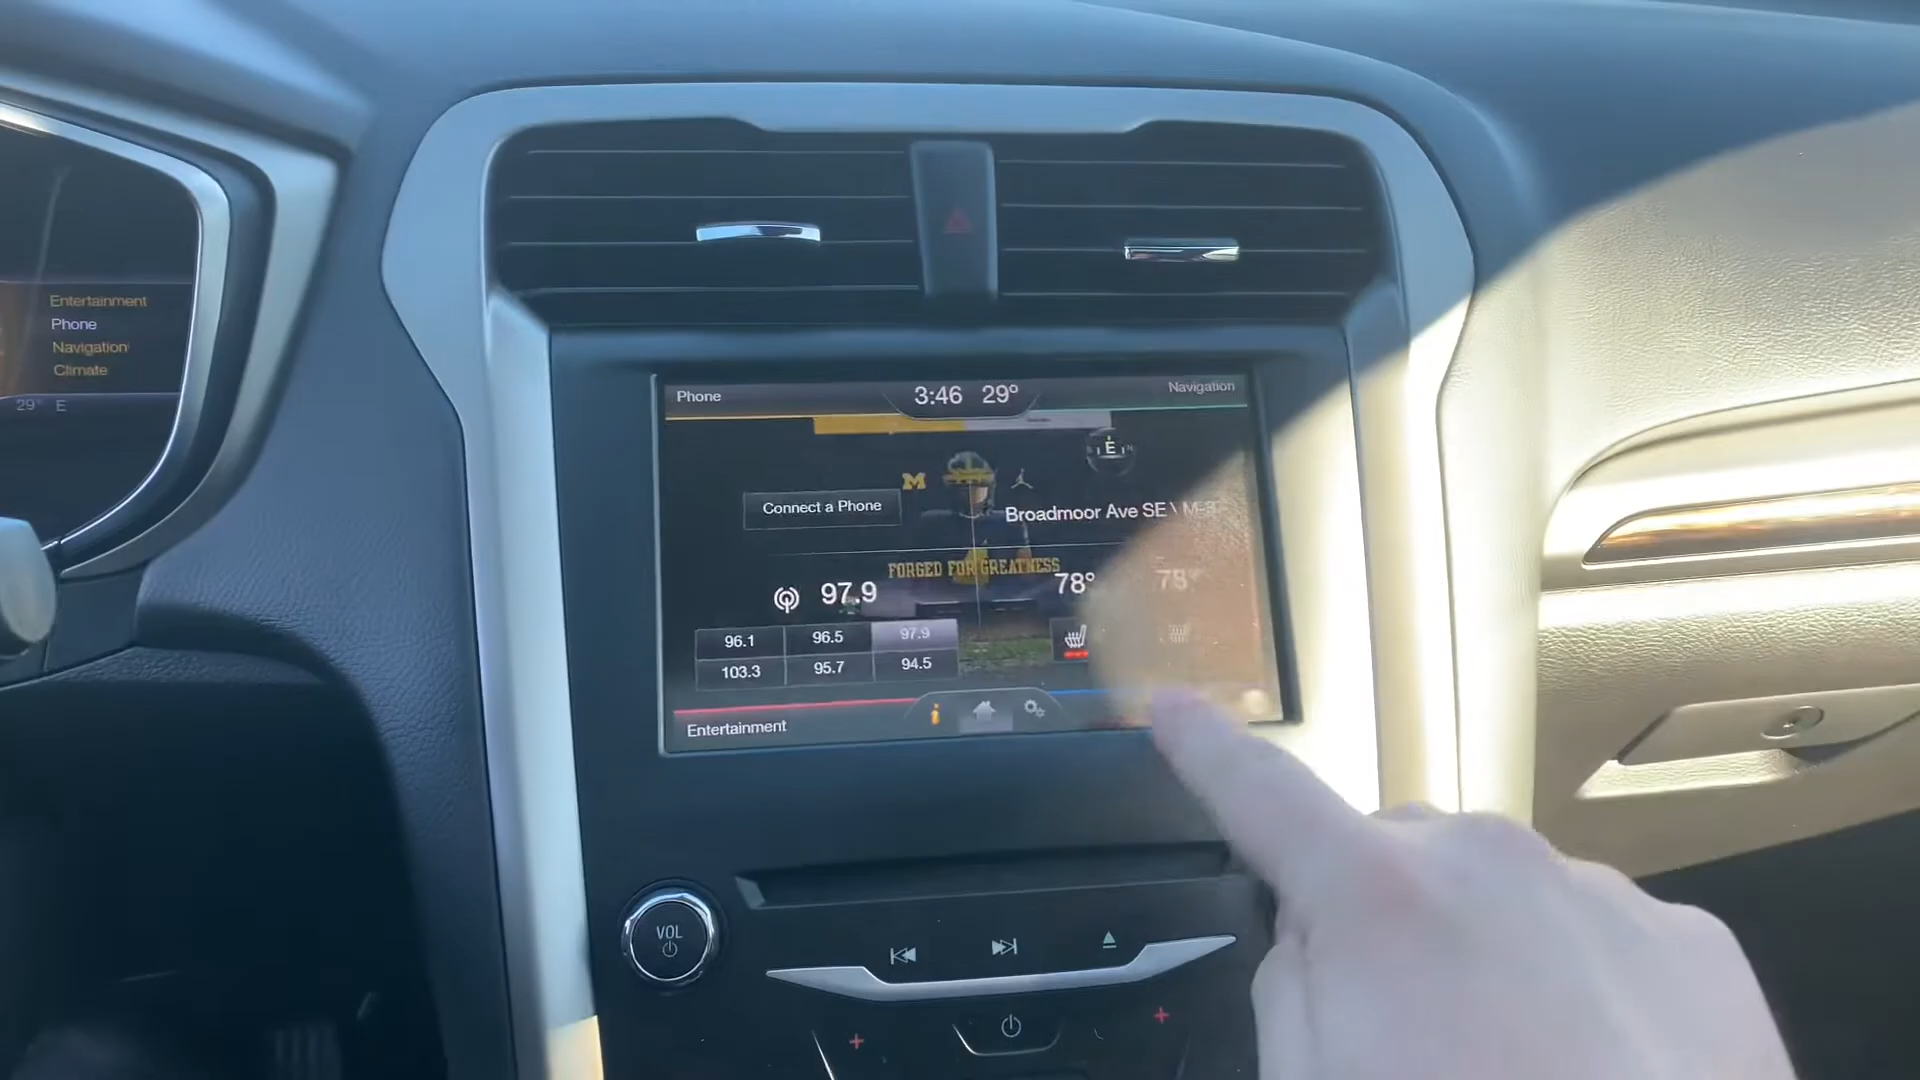 Entertainment
Phone
Navigation
Climate
29° E
Phone
3:46 29°
Navigation
E
M
Connect a Phone
Broadmoor Ave SE \
FORGED FOR GREATNESS
97.9
78° 78°
96.1 96.5 97.9
103.3 95.7 94.5
Entertainment
VOL